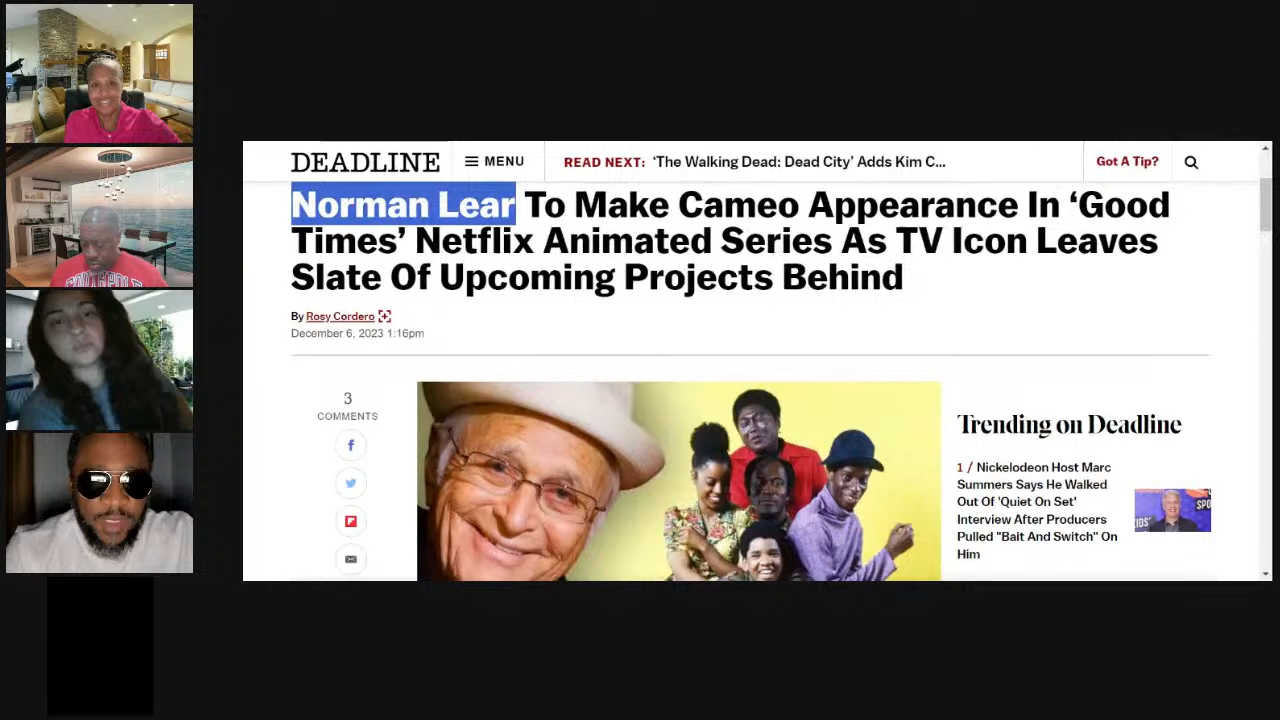 DEADLINE
MENU
READ NEXT: ‘The Walking Dead: Dead City’ Adds Kim C...
Got A Tip?
Norman Lear To Make Cameo Appearance In ‘Good
Times’ Netflix Animated Series As TV Icon Leaves
Slate Of Upcoming Projects Behind
By Rosy Cordero
December 6, 2023 1:16pm
3
COMMENTS
Trending on Deadline
1 / Nickelodeon Host Marc
Summers Says He Walked
Out Of 'Quiet On Set'
Interview After Producers
Pulled "Bait And Switch" On
Him